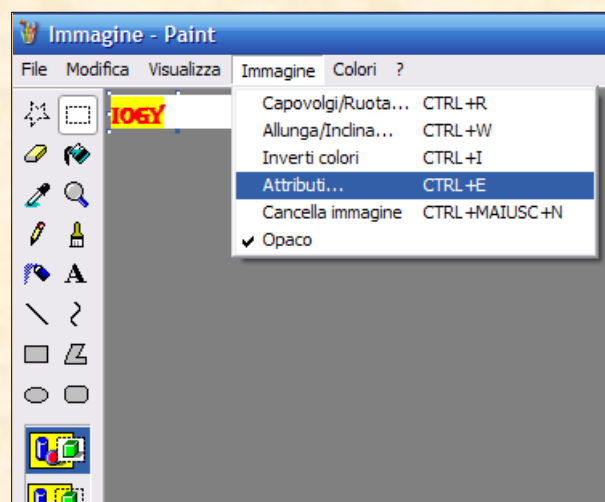 Immagine - Paint
File Modifica Visualizza Immagine Colori ?
IOGY
Capovolgi/Ruota... CTRL+R
Allunga/Inclina... CTRL+W
Inverti colori CTRL+I
Attributi... CTRL+E
Cancella immagine CTRL+MAIUSC+N
Opaco
A